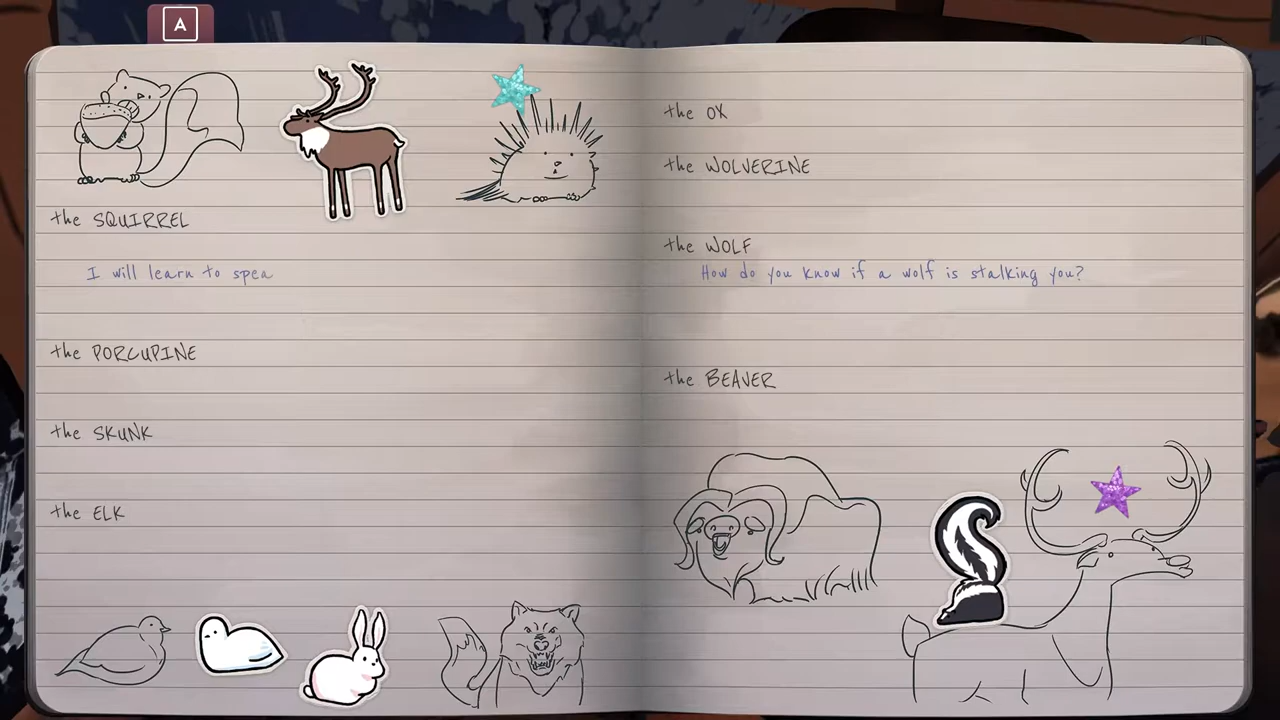 A
the SQUIRREL
I will learn to spea
the PORCUPINE
the SKUNK
the ELK
the OX
the WOLVERINE
the WOLF
How do you know if a wolf is stalking you?
the BEAVER